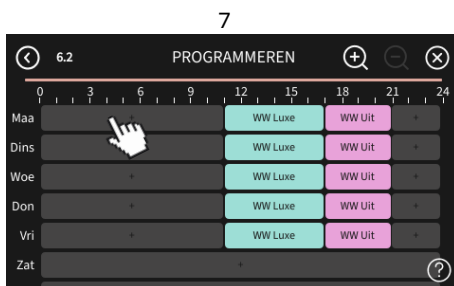 7
6.2 PROGRAMMEREN
0 3 6 9 12 15 18 21 24
Maa + WW Luxe WW Uit +
Dins + WW Luxe WW Uit +
Woe + WW Luxe WW Uit +
Don + WW Luxe WW Uit +
Vri + WW Luxe WW Uit +
Zat + ?